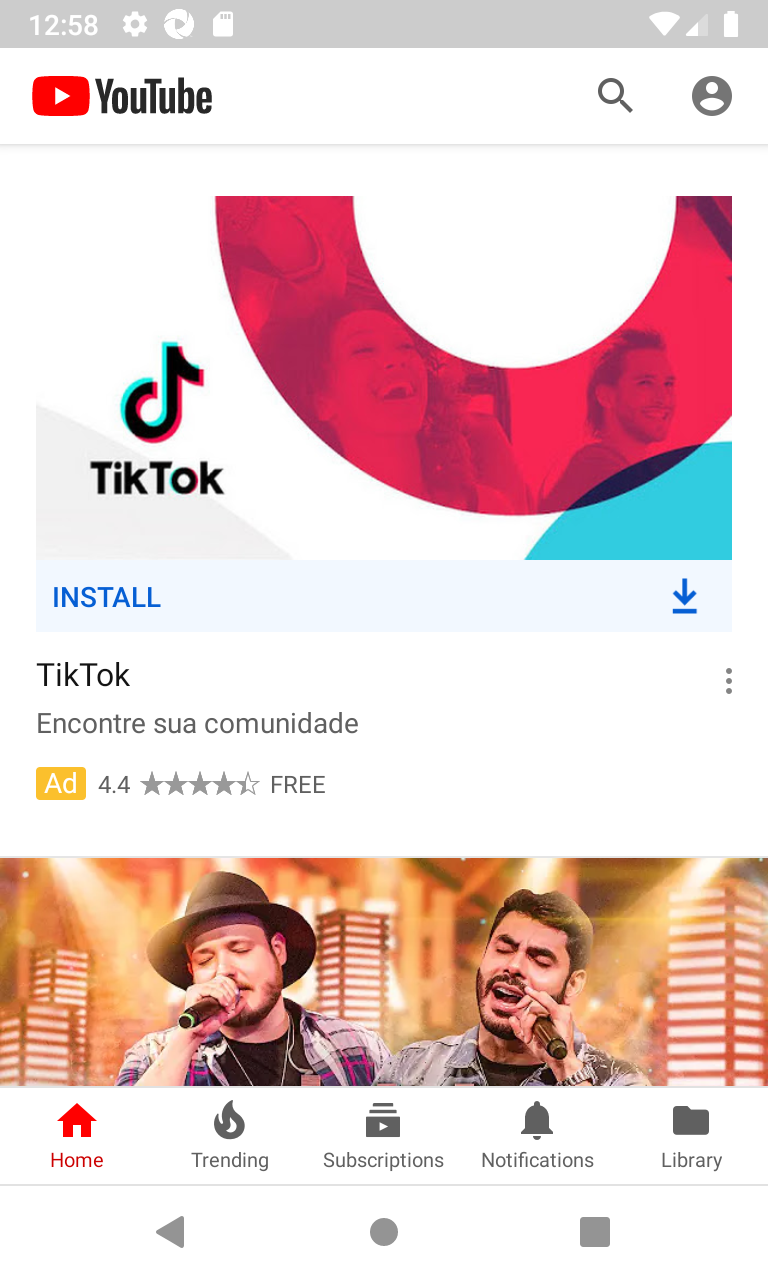 12:58
YouTube
TikTok
INSTALL
TikTok
Encontre sua comunidade
Ad 4.4 FREE
Home Trending Subscriptions Notifications Library